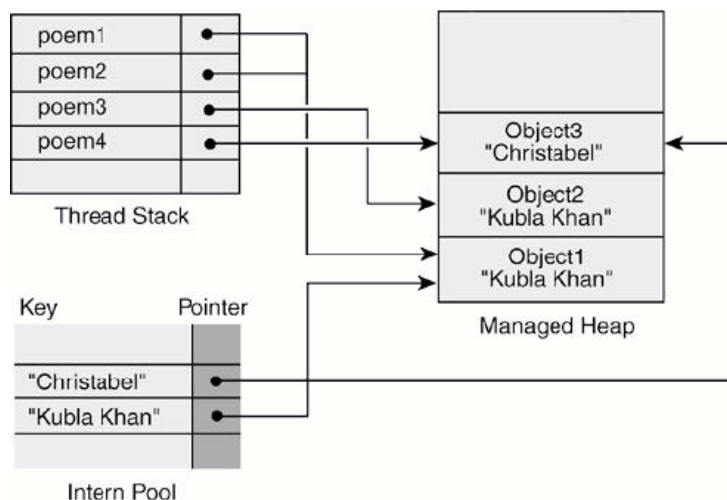 poem1
poem2
poem3
poem4
Thread Stack
Object3
"Christabel"
Object2
"Kubla Khan"
Object1
"Kubla Khan"
Managed Heap
Key Pointer
"Christabel"
"Kubla Khan"
Intern Pool